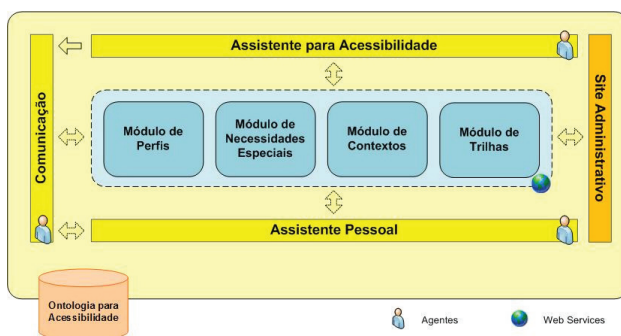 Assistente para Acessibilidade
Comunicação
Módulo de
Perfis
Módulo de
Necessidades
Especiais
Módulo de
Contextos
Módulo de
Trilhas
Site Administrativo
Assistente Pessoal
Ontologia para
Acessibilidade
Agentes
Web Services